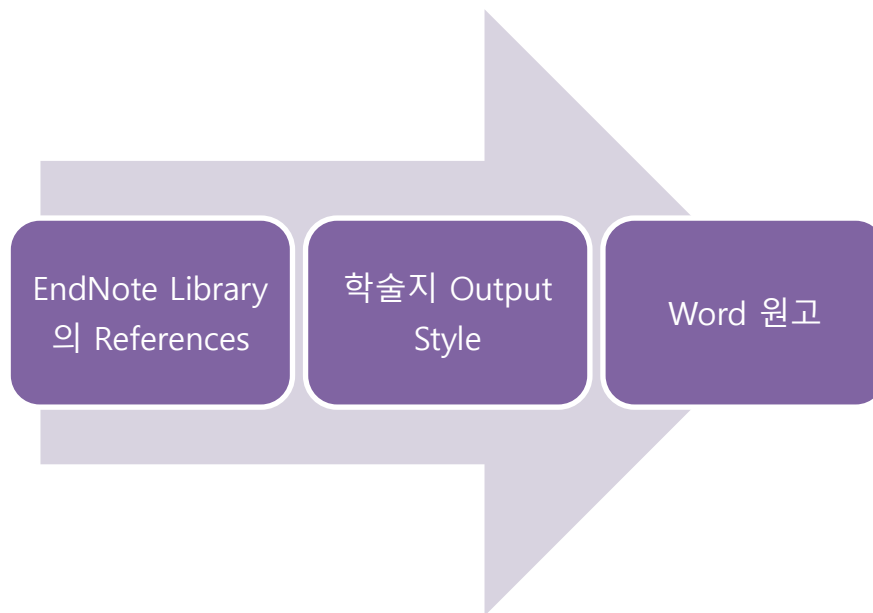 EndNote Library
의 References
학술지 Output
Style
Word 원고